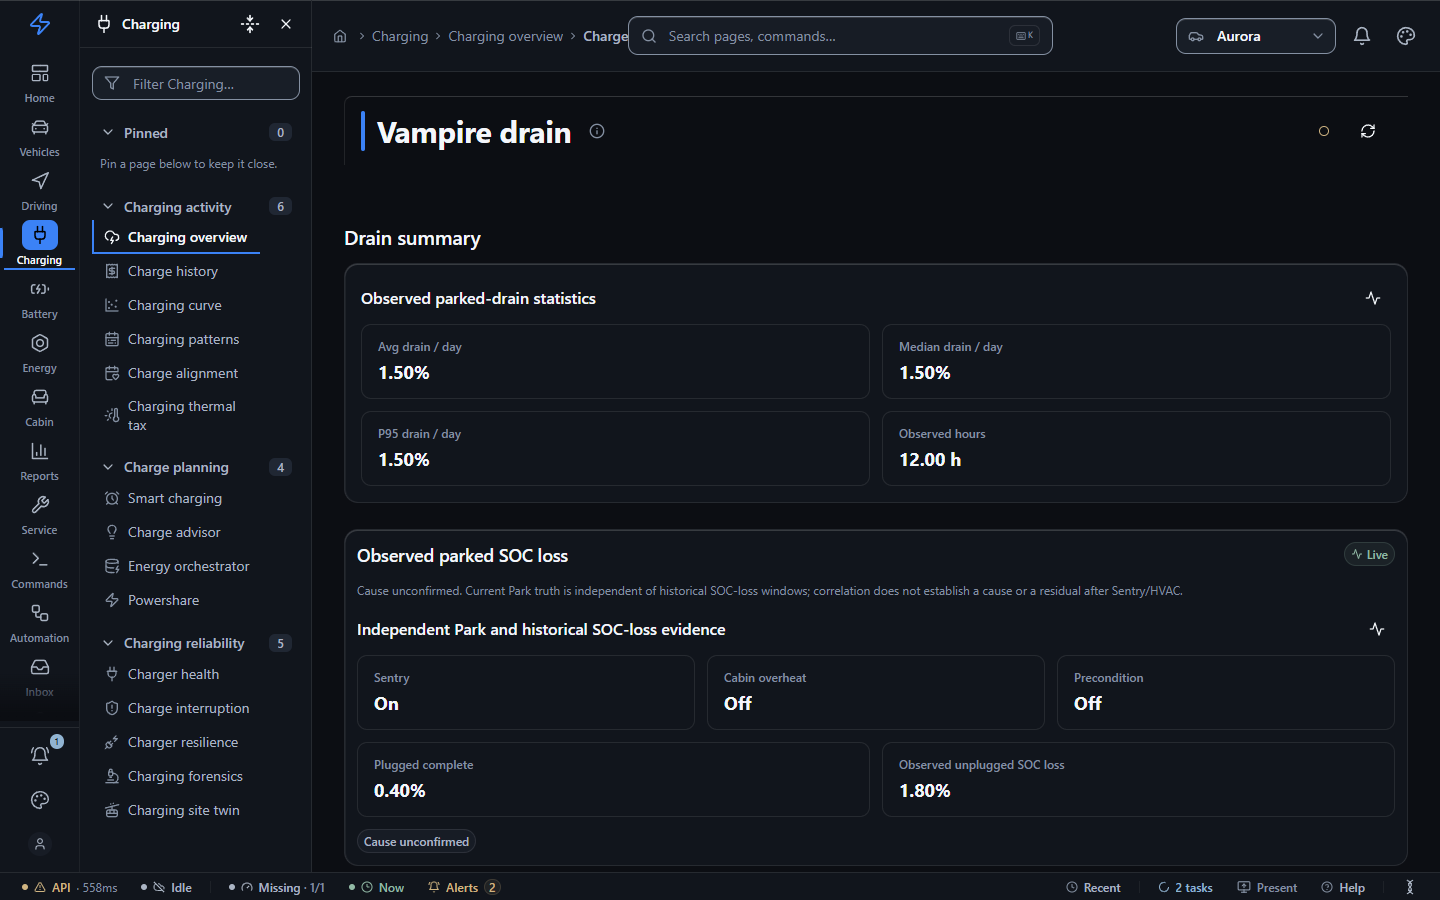 Home
Vehicles
Driving
Charging
Battery
Energy
Cabin
Reports
Service
Commands
Automation
Inbox
1
Charging
Filter Charging...
Pinned 0
Pin a page below to keep it close.
Charging activity 6
Charging overview
Charge history
Charging curve
Charging patterns
Charge alignment
Charging thermal
tax
Charge planning 4
Smart charging
Charge advisor
Energy orchestrator
Powershare
Charging reliability 5
Charger health
Charge interruption
Charger resilience
Charging forensics
Charging site twin
Charging Charging overview Charge
Search pages, commands... K
Aurora
Vampire drain
Drain summary
Observed parked-drain statistics
Avg drain / day
1.50%
Median drain / day
1.50%
P95 drain / day
1.50%
Observed hours
12.00 h
Observed parked SOC loss
Live
Cause unconfirmed. Current Park truth is independent of historical SOC-loss windows; correlation does not establish a cause or a residual after Sentry/HVAC.
Independent Park and historical SOC-loss evidence
Sentry
On
Cabin overheat
Off
Precondition
Off
Plugged complete
0.40%
Observed unplugged SOC loss
1.80%
Cause unconfirmed
API · 558ms Idle Missing · 1/1 Now Alerts 2 Recent 2 tasks Present Help